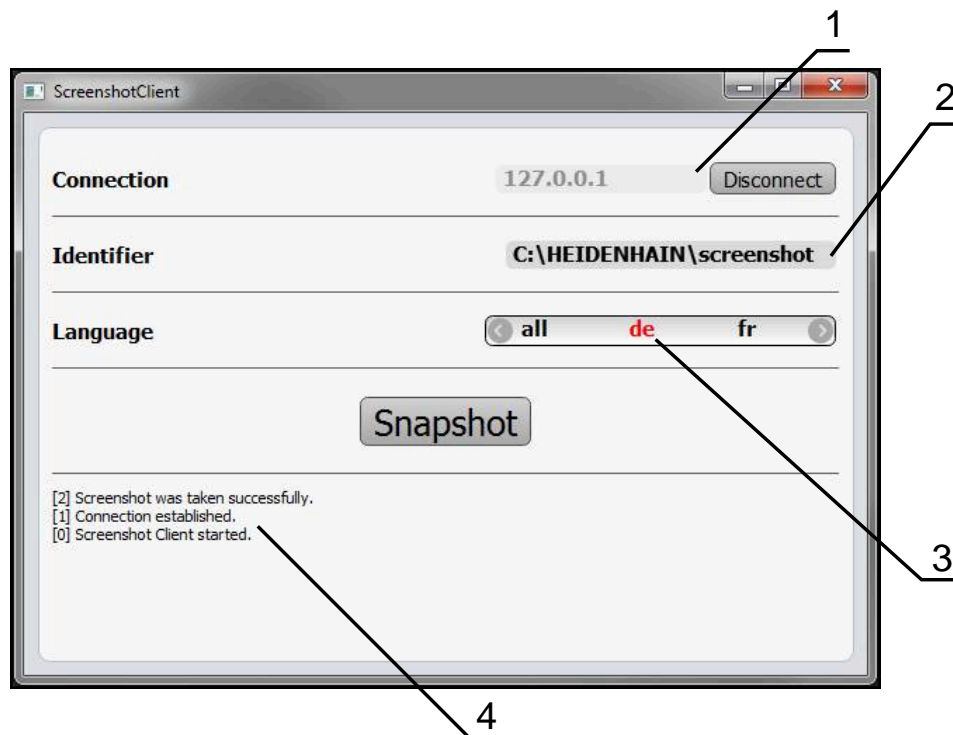 1
ScreenshotClient
2
Connection 127.0.0.1 Disconnect
Identifier C:\HEIDENHAIN\screenshot
Language all de fr
Snapshot
[2] Screenshot was taken successfully.
[1] Connection established.
[0] Screenshot Client started.
3
4